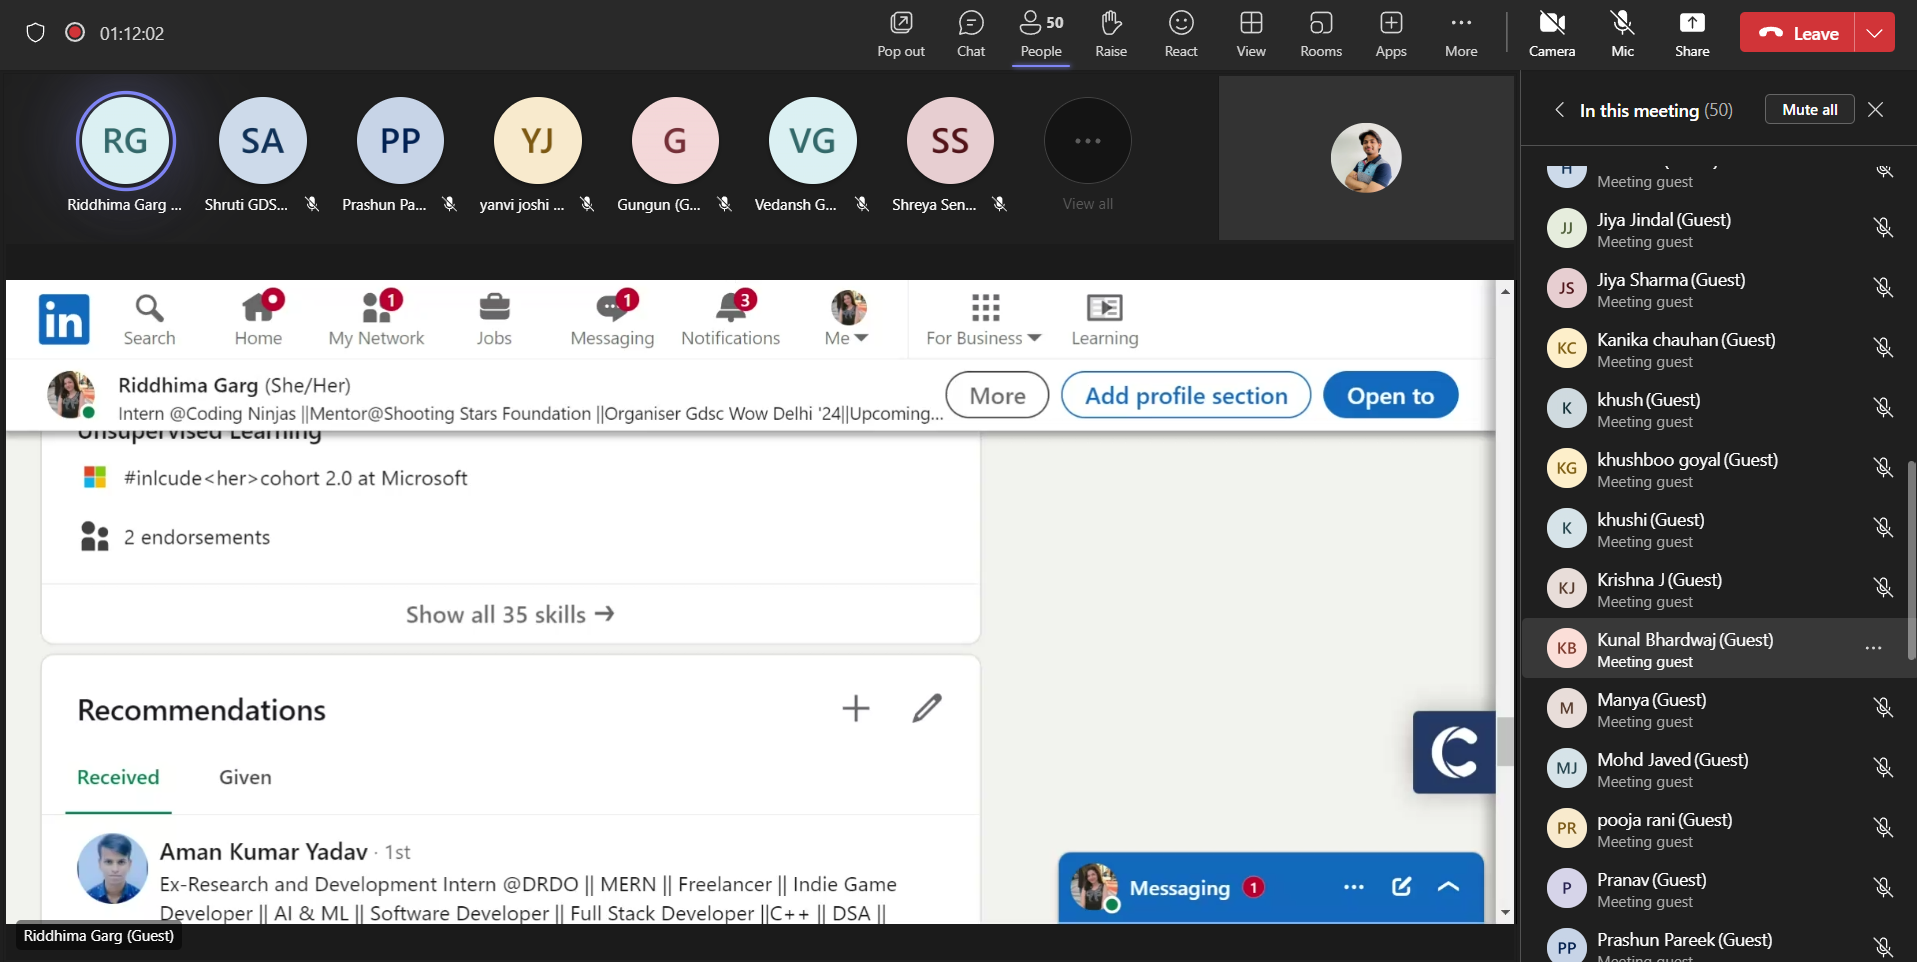 01:12:02
Pop out
Chat
50
People
Raise
React
View
Rooms
Apps
More
Camera
Mic
Share
Leave
RG
Riddhima Garg ...
SA
Shruti GDS...
PP
Prashun Pa...
YJ
yanvi joshi ...
G
Gungun (G...
VG
Vedansh G...
SS
Shreya Sen...
View all
in
Search
Home
1
My Network
Jobs
1
Messaging
3
Notifications
Me
For Business
Learning
Riddhima Garg (She/Her)
Intern @Coding Ninjas ||Mentor@Shooting Stars Foundation ||Organiser Gdsc Wow Delhi '24||Upcoming...
More
Add profile section
Open to
Unsupervised Learning
#inlcude<her>cohort 2.0 at Microsoft
2 endorsements
Show all 35 skills →
Recommendations
Received
Given
Aman Kumar Yadav · 1st
Ex-Research and Development Intern @DRDO || MERN || Freelancer || Indie Game
Developer || AI & ML || Software Developer || Full Stack Developer ||C++ || DSA ||
C
Messaging 1
Riddhima Garg (Guest)
In this meeting (50)
Mute all
H
Meeting guest
JJ
Jiya Jindal (Guest)
Meeting guest
JS
Jiya Sharma (Guest)
Meeting guest
KC
Kanika chauhan (Guest)
Meeting guest
K
khush (Guest)
Meeting guest
KG
khushboo goyal (Guest)
Meeting guest
K
khushi (Guest)
Meeting guest
KJ
Krishna J (Guest)
Meeting guest
KB
Kunal Bhardwaj (Guest)
Meeting guest
M
Manya (Guest)
Meeting guest
MJ
Mohd Javed (Guest)
Meeting guest
PR
pooja rani (Guest)
Meeting guest
P
Pranav (Guest)
Meeting guest
PP
Prashun Pareek (Guest)
Meeting guest